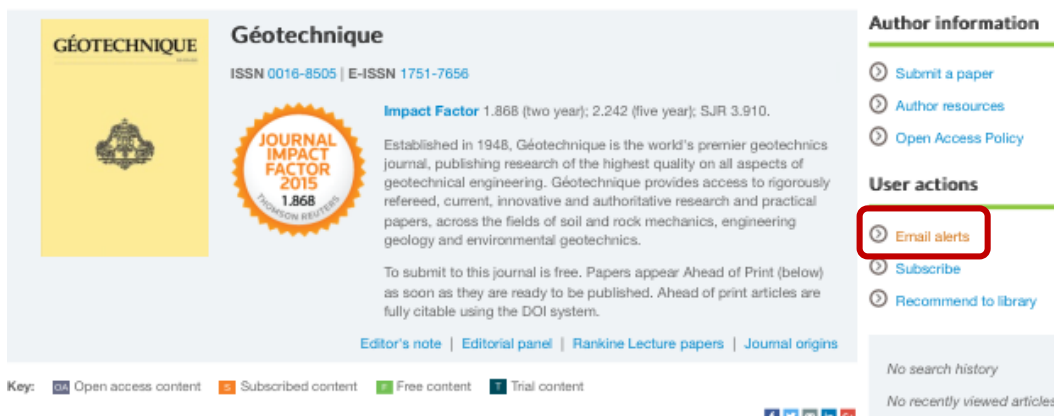 GÉOTECHNIQUE
Géotechnique
ISSN 0016-8505 | E-ISSN 1751-7656
JOURNAL
IMPACT
FACTOR
2015
1.868
THOMSON REUTERS
Impact Factor 1.868 (two year); 2.242 (five year); SJR 3.910.
Established in 1948, Géotechnique is the world's premier geotechnics
journal, publishing research of the highest quality on all aspects of
geotechnical engineering. Géotechnique provides access to rigorously
refereed, current, innovative and authoritative research and practical
papers, across the fields of soil and rock mechanics, engineering
geology and environmental geotechnics.
To submit to this journal is free. Papers appear Ahead of Print (below)
as soon as they are ready to be published. Ahead of print articles are
fully citable using the DOI system.
Editor's note | Editorial panel | Rankine Lecture papers | Journal origins
Key: OA Open access content S Subscribed content F Free content T Trial content
Author information
Submit a paper
Author resources
Open Access Policy
User actions
Email alerts
Subscribe
Recommend to library
No search history
No recently viewed articles